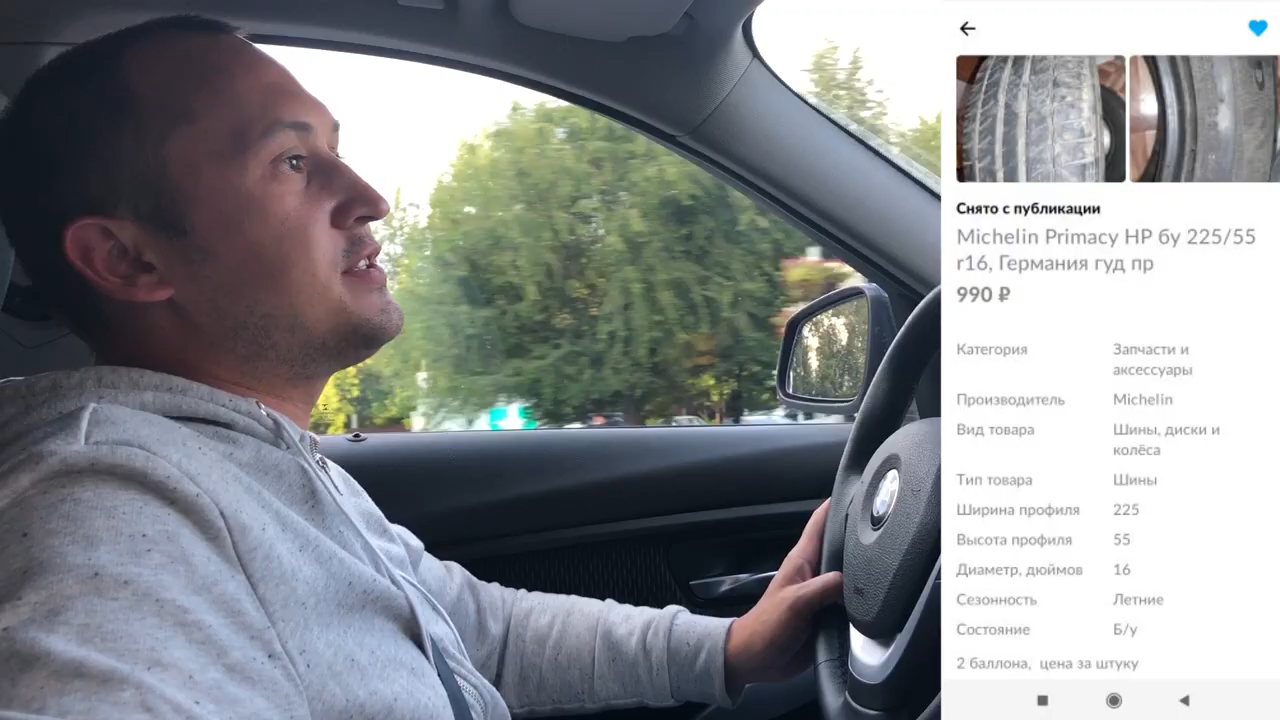 Снято с публикации
Michelin Primacy HP бу 225/55
r16, Германия гуд пр
990 ₽
Категория Запчасти и
аксессуары
Производитель Michelin
Вид товара Шины, диски и
колёса
Тип товара Шины
Ширина профиля 225
Высота профиля 55
Диаметр, дюймов 16
Сезонность Летние
Состояние Б/у
2 баллона, цена за штуку